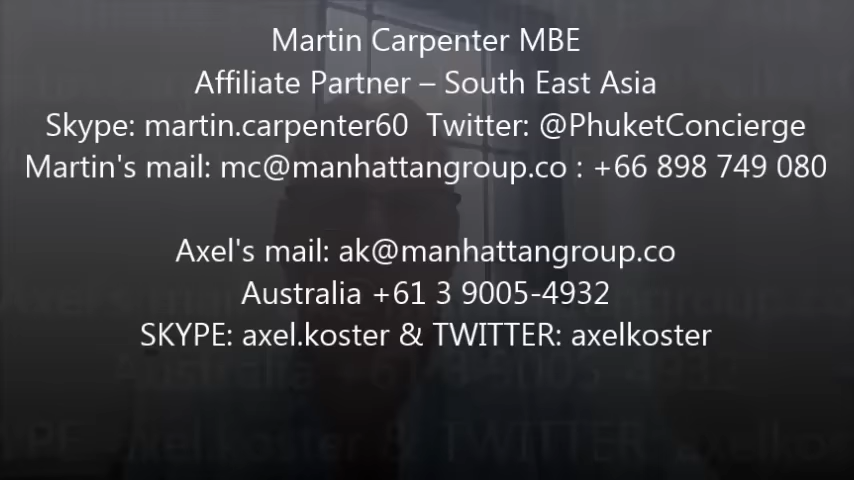 Martin Carpenter MBE
Affiliate Partner – South East Asia
Skype: martin.carpenter60 Twitter: @PhuketConcierge
Martin's mail: mc@manhattangroup.co : +66 898 749 080
Axel's mail: ak@manhattangroup.co
Australia +61 3 9005-4932
SKYPE: axel.koster & TWITTER: axelkoster